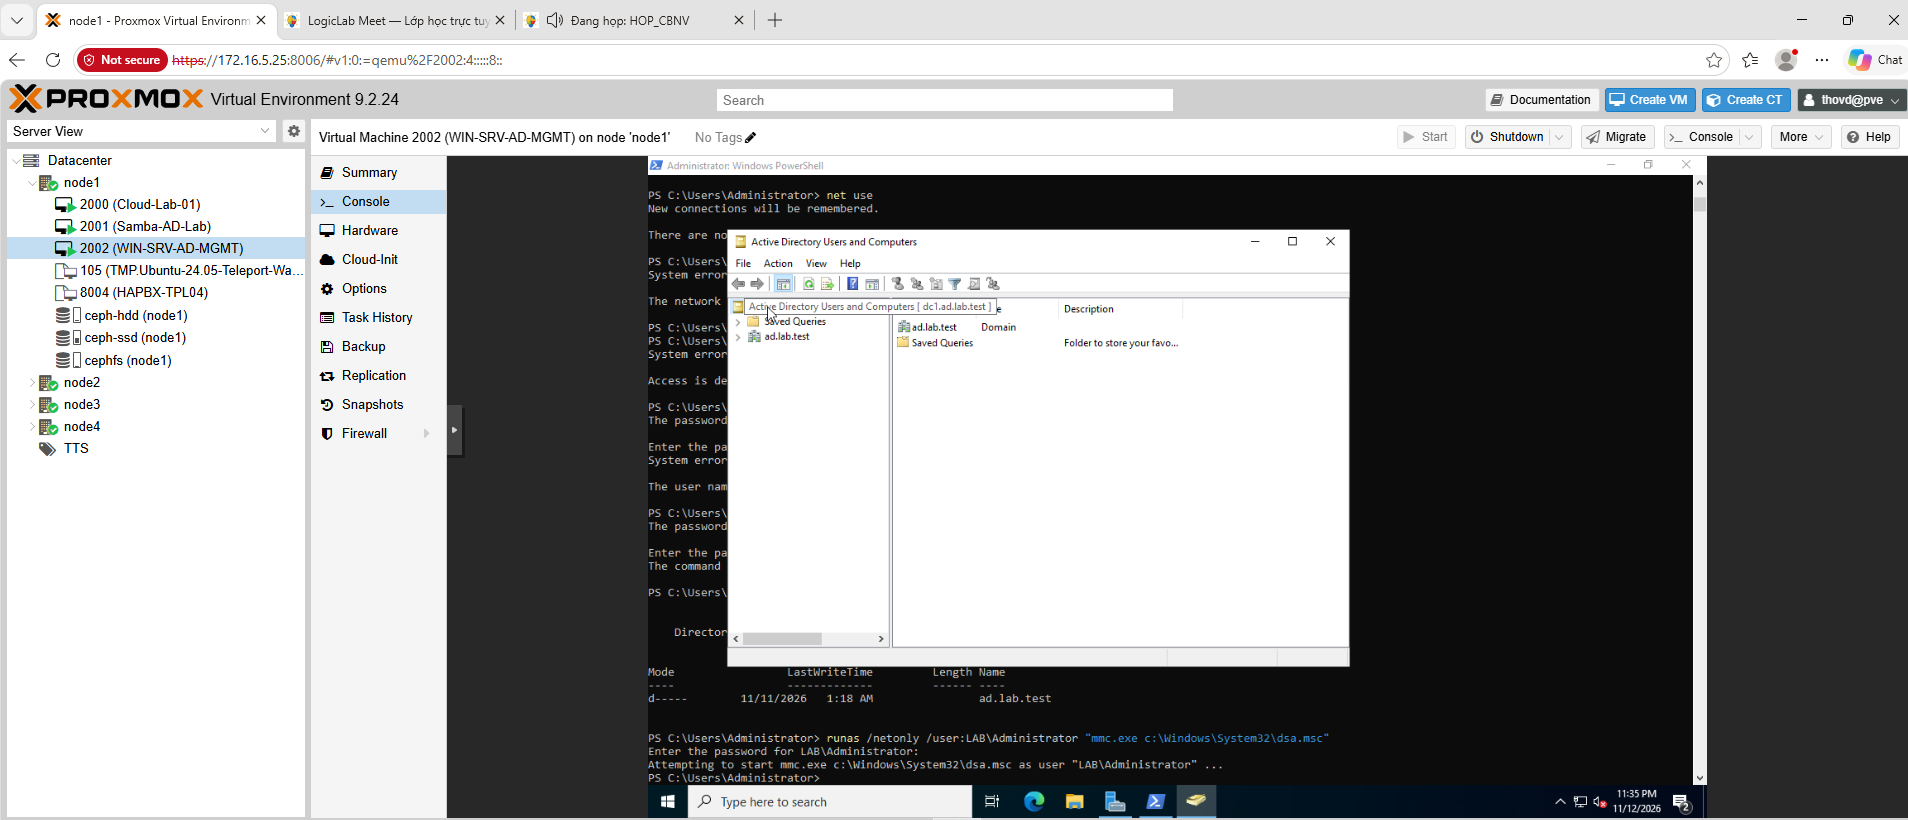 node1 - Proxmox Virtual Environm
LogicLab Meet — Lớp học trực tuy
Đang họp: HOP_CBNV
Not secure
https://172.16.5.25:8006/#v1:0:=qemu%2F2002:4:::::8::
Chat
PROXMOX Virtual Environment 9.2.24
Search
Documentation
Create VM
Create CT
thovd@pve
Server View
Virtual Machine 2002 (WIN-SRV-AD-MGMT) on node 'node1'
No Tags
Start
Shutdown
Migrate
Console
More
Help
Datacenter
node1
2000 (Cloud-Lab-01)
2001 (Samba-AD-Lab)
2002 (WIN-SRV-AD-MGMT)
105 (TMP.Ubuntu-24.05-Teleport-Wa...
8004 (HAPBX-TPL04)
ceph-hdd (node1)
ceph-ssd (node1)
cephfs (node1)
node2
node3
node4
TTS
Summary
Console
Hardware
Cloud-Init
Options
Task History
Backup
Replication
Snapshots
Firewall
Administrator: Windows PowerShell
PS C:\Users\Administrator> net use
New connections will be remembered.
There are no
PS C:\Users\
System error
The network
PS C:\Users\
PS C:\Users\
System error
Access is de
PS C:\Users\
The password
Enter the pa
System error
The user nam
PS C:\Users\
The password
Enter the pa
The command
PS C:\Users\
Director
Mode LastWriteTime Length Name
---- ------------- ------ ----
d----- 11/11/2026 1:18 AM ad.lab.test
PS C:\Users\Administrator> runas /netonly /user:LAB\Administrator "mmc.exe c:\Windows\System32\dsa.msc"
Enter the password for LAB\Administrator:
Attempting to start mmc.exe c:\Windows\System32\dsa.msc as user "LAB\Administrator" ...
PS C:\Users\Administrator>
Active Directory Users and Computers
File Action View Help
Active Directory Users and Computers [ dc1.ad.lab.test ]
Saved Queries
ad.lab.test
Description
ad.lab.test Domain
Saved Queries Folder to store your favo...
Type here to search
11:35 PM
11/12/2026
2